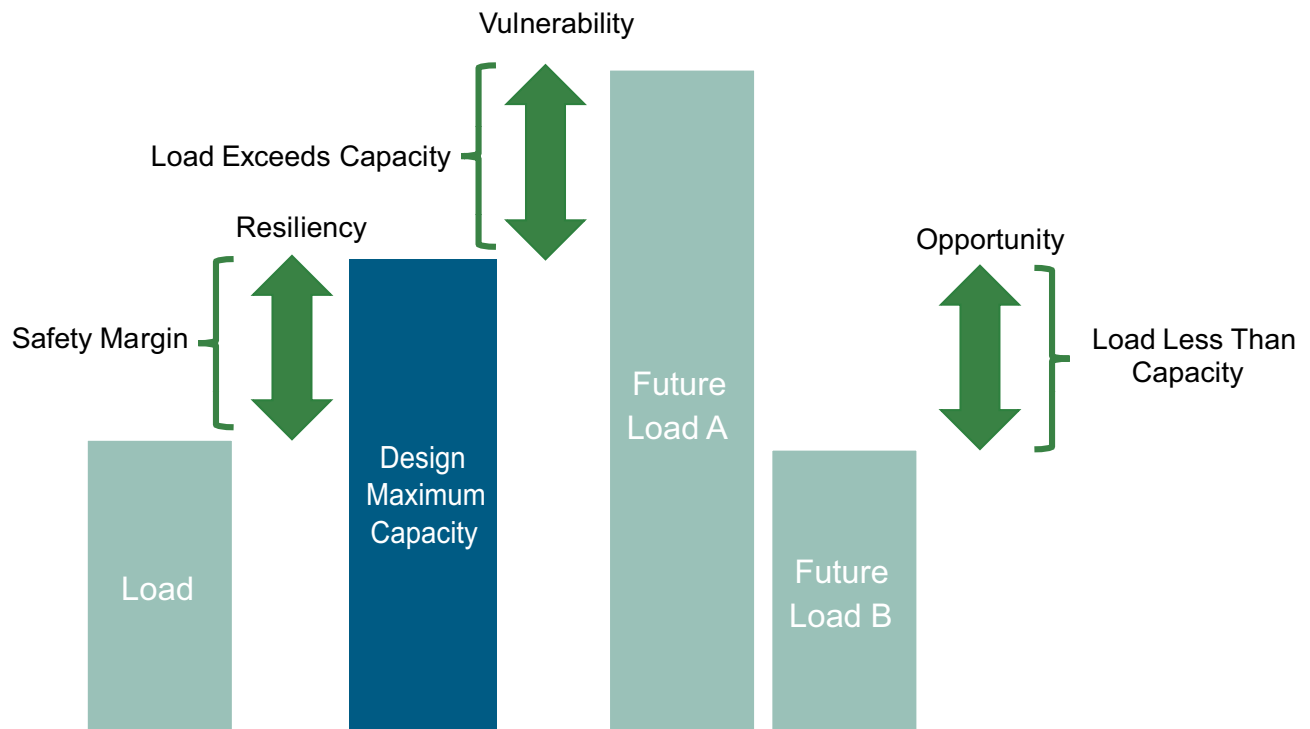 Vulnerability
Load Exceeds Capacity
Resiliency
Safety Margin
Opportunity
Load Less Than
Capacity
Future
Load A
Design
Maximum
Capacity
Load
Future
Load B